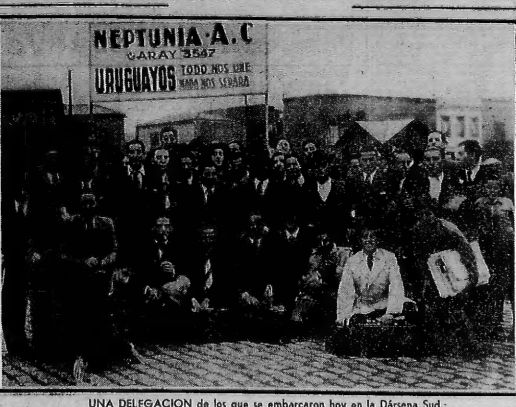 NEPTUNIA·A.C
GARAY 3547
URUGUAYOS TODO NOS UNE
NADA NOS SEPARA
UNA DELEGACION de los que se embarcaron hoy en la Dársena Sud.-